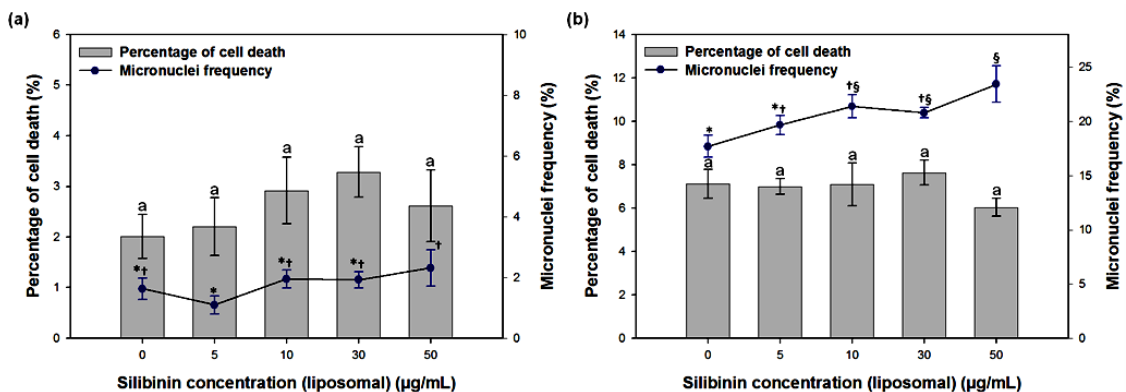 (a)
Percentage of cell death
Micronuclei frequency
Percentage of cell death (%)
6
5
4
3
2
1
0
a
a
a
a
a
*†
*
*†
*†
†
10
8
6
4
2
0
Micronuclei frequency (%)
0 5 10 30 50
Silibinin concentration (liposomal) (µg/mL)
(b)
Percentage of cell death
Micronuclei frequency
Percentage of cell death (%)
14
12
10
8
6
4
2
0
*
*†
†§
†§
§
a
a
a
a
a
25
20
15
10
5
0
Micronuclei frequency (%)
0 5 10 30 50
Silibinin concentration (liposomal) (µg/mL)